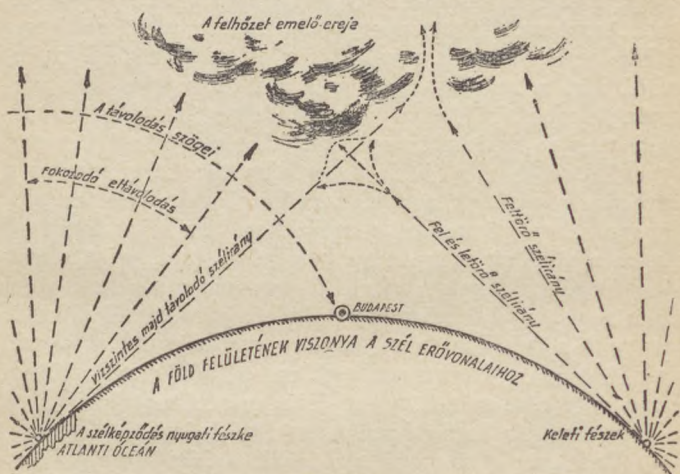 A felhőzet emelő ereje
A távolodás szögei
FOKOZODÓ eltávolodás
vízszintes majd távolodó szélirány
Fel és letörő szélirány
Feltörő szélirány
BUDAPEST
A FÖLD FELÜLETÉNEK VISZONYA A SZÉL ERŐVONALAIHOZ
A szélképződés nyugati fészke
ATLANTI ÓCEÁN
Keleti fészek